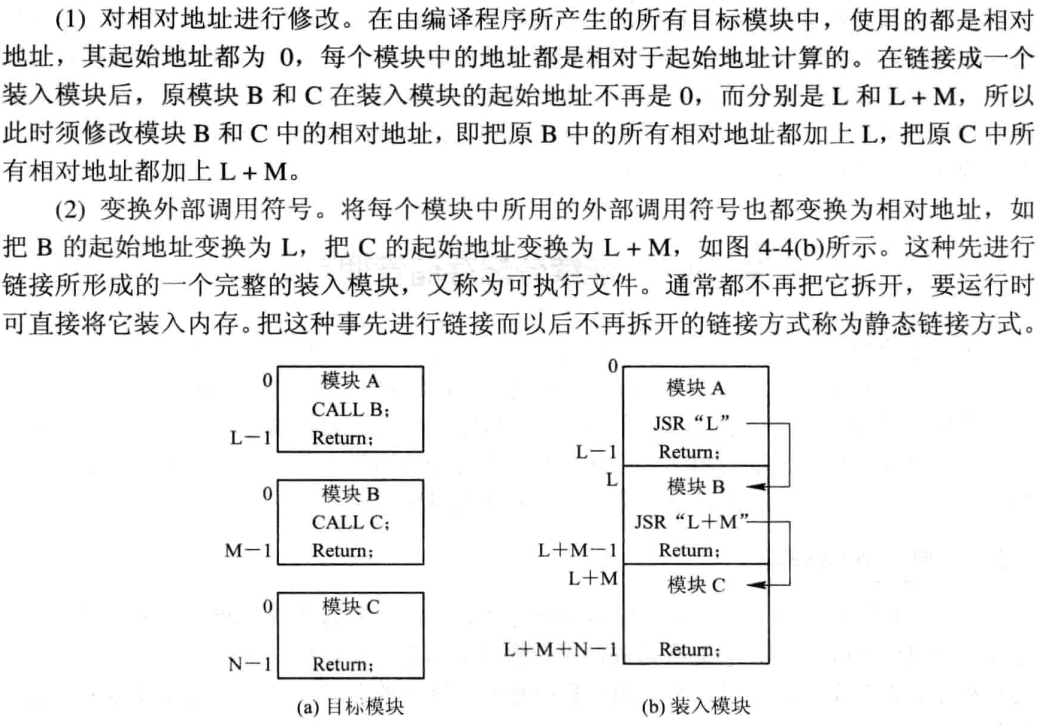 (1) 对相对地址进行修改。在由编译程序所产生的所有目标模块中，使用的都是相对
地址，其起始地址都为 0，每个模块中的地址都是相对于起始地址计算的。在链接成一个
装入模块后，原模块 B 和 C 在装入模块的起始地址不再是 0，而分别是 L 和 L + M，所以
此时须修改模块 B 和 C 中的相对地址，即把原 B 中的所有相对地址都加上 L，把原 C 中所
有相对地址都加上 L + M。
(2) 变换外部调用符号。将每个模块中所用的外部调用符号也都变换为相对地址，如
把 B 的起始地址变换为 L，把 C 的起始地址变换为 L + M，如图 4-4(b)所示。这种先进行
链接所形成的一个完整的装入模块，又称为可执行文件。通常都不再把它拆开，要运行时
可直接将它装入内存。把这种事先进行链接而以后不再拆开的链接方式称为静态链接方式。
0 模块 A
CALL B;
L－1 Return;
0 模块 B
CALL C;
M－1 Return;
0 模块 C
N－1 Return;
(a) 目标模块
0
模块 A
JSR “L”
L－1 Return;
L 模块 B
JSR “L＋M”
L＋M－1 Return;
L＋M 模块 C
L＋M＋N－1 Return;
(b) 装入模块